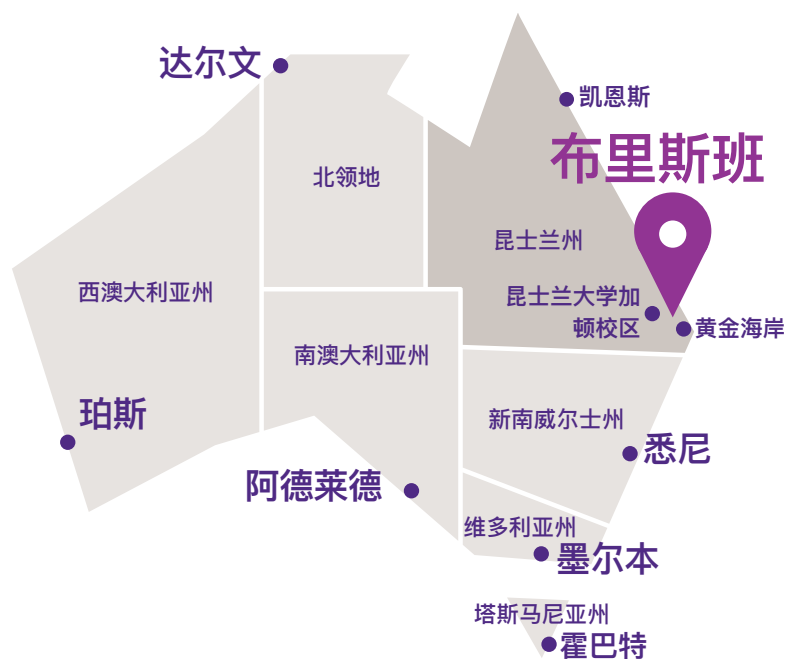 达尔文
凯恩斯
布里斯班
北领地
昆士兰州
西澳大利亚州
昆士兰大学加
顿校区
黄金海岸
南澳大利亚州
珀斯
新南威尔士州
悉尼
阿德莱德
维多利亚州
墨尔本
塔斯马尼亚州
霍巴特